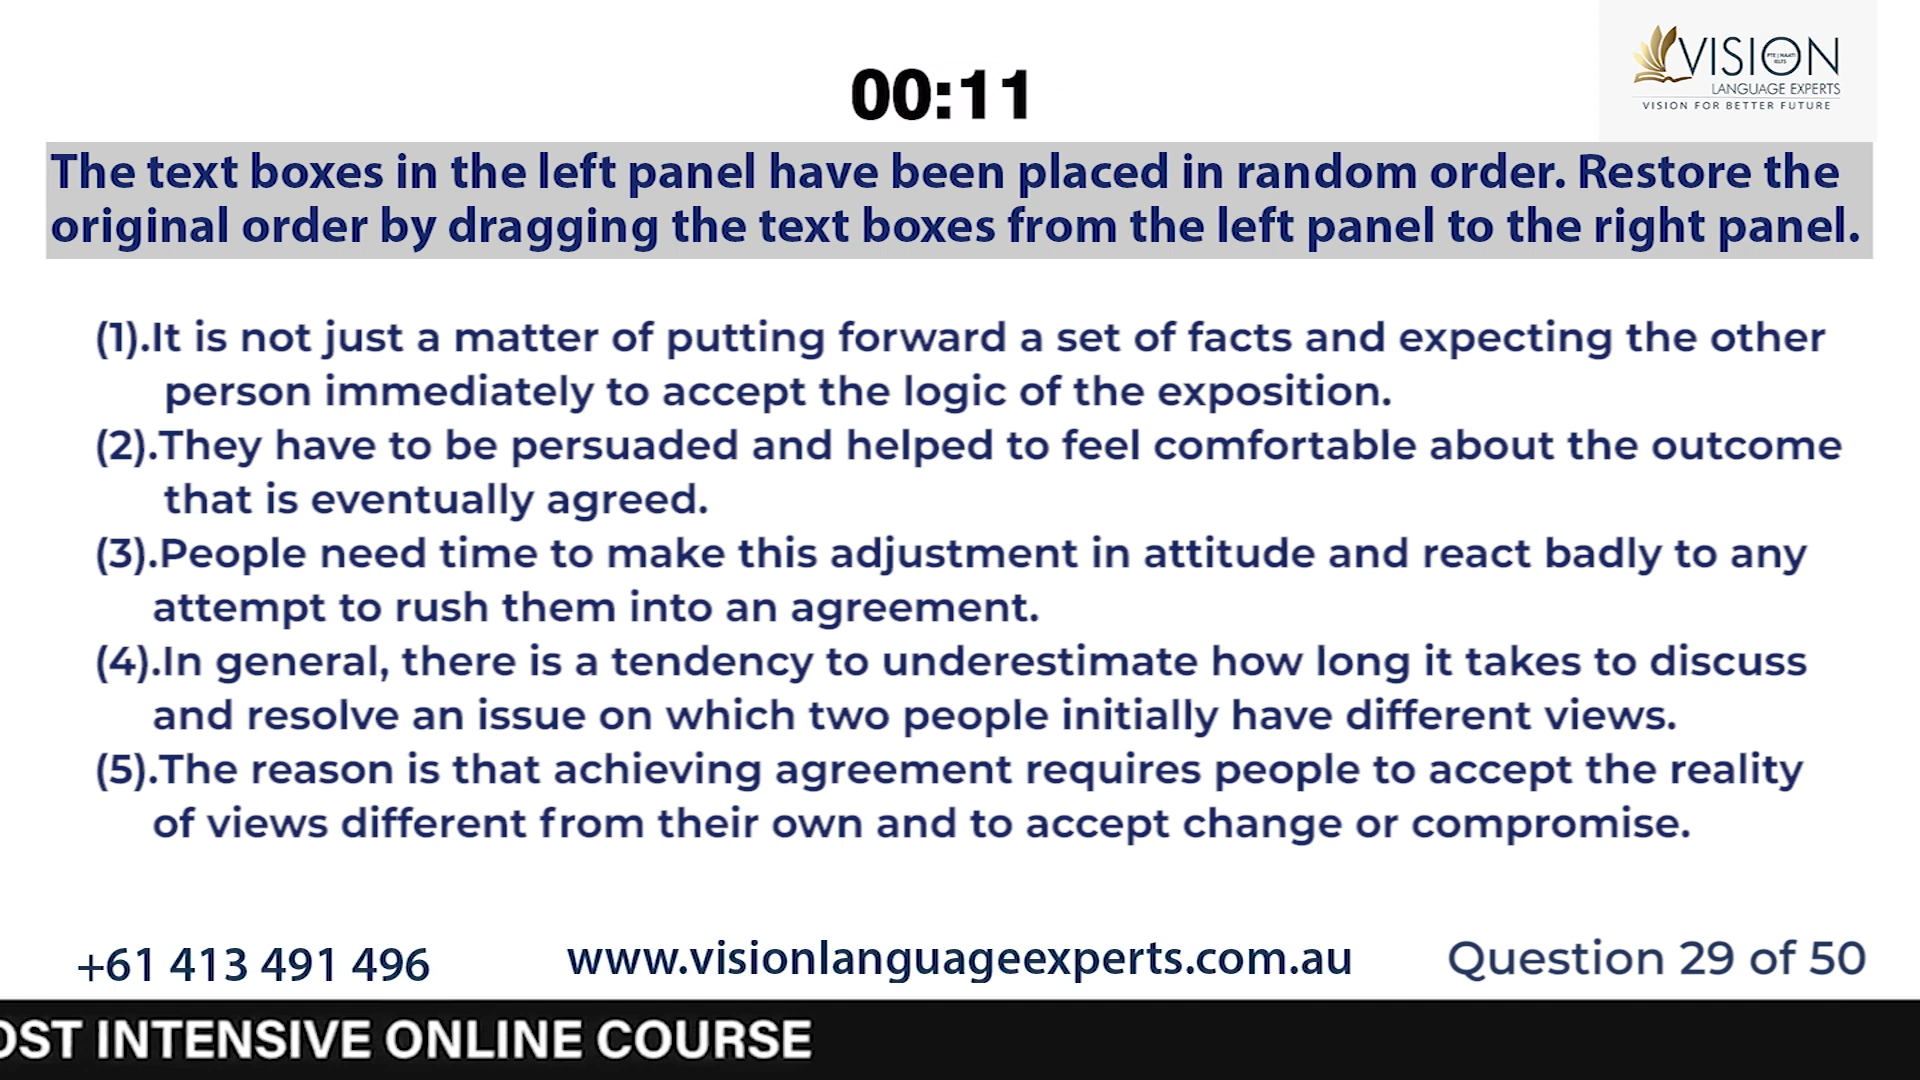 VISION
LANGUAGE EXPERTS
VISION FOR BETTER FUTURE
00:11
The text boxes in the left panel have been placed in random order. Restore the
original order by dragging the text boxes from the left panel to the right panel.
(1).It is not just a matter of putting forward a set of facts and expecting the other
person immediately to accept the logic of the exposition.
(2).They have to be persuaded and helped to feel comfortable about the outcome
that is eventually agreed.
(3).People need time to make this adjustment in attitude and react badly to any
attempt to rush them into an agreement.
(4).In general, there is a tendency to underestimate how long it takes to discuss
and resolve an issue on which two people initially have different views.
(5).The reason is that achieving agreement requires people to accept the reality
of views different from their own and to accept change or compromise.
+61 413 491 496
www.visionlanguageexperts.com.au
Question 29 of 50
OST INTENSIVE ONLINE COURSE